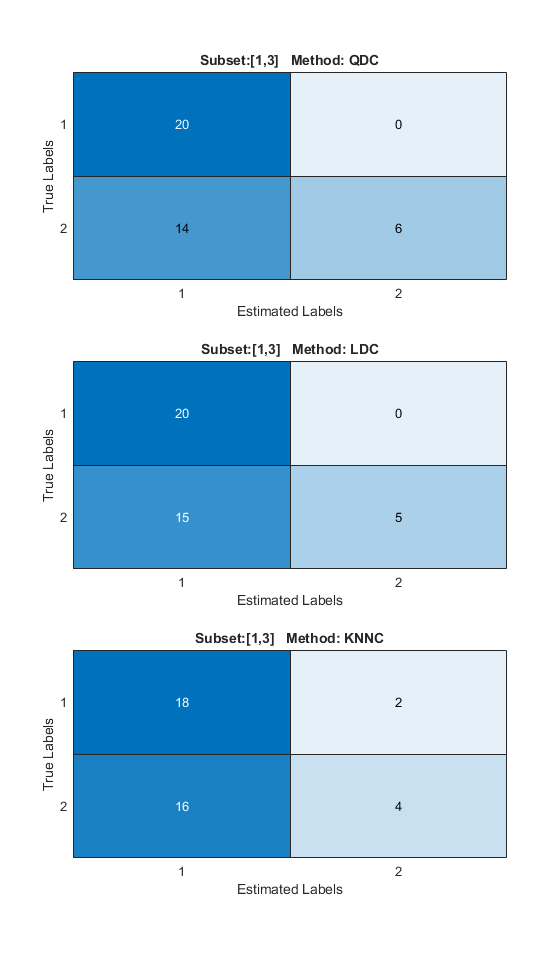 Subset:[1,3] Method: QDC
True Labels
1
20
0
2
14
6
1
2
Estimated Labels
Subset:[1,3] Method: LDC
True Labels
1
20
0
2
15
5
1
2
Estimated Labels
Subset:[1,3] Method: KNNC
True Labels
1
18
2
2
16
4
1
2
Estimated Labels